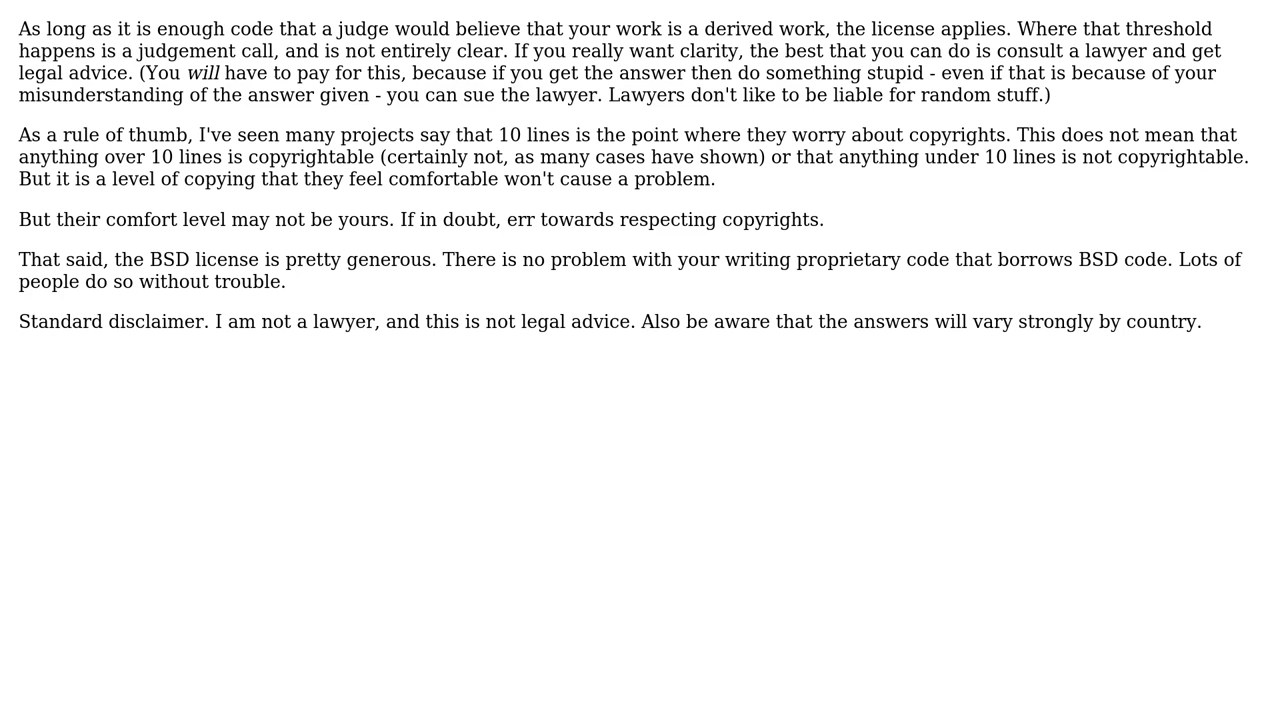 As long as it is enough code that a judge would believe that your work is a derived work, the license applies. Where that threshold
happens is a judgement call, and is not entirely clear. If you really want clarity, the best that you can do is consult a lawyer and get
legal advice. (You will have to pay for this, because if you get the answer then do something stupid - even if that is because of your
misunderstanding of the answer given - you can sue the lawyer. Lawyers don't like to be liable for random stuff.)
As a rule of thumb, I've seen many projects say that 10 lines is the point where they worry about copyrights. This does not mean that
anything over 10 lines is copyrightable (certainly not, as many cases have shown) or that anything under 10 lines is not copyrightable.
But it is a level of copying that they feel comfortable won't cause a problem.
But their comfort level may not be yours. If in doubt, err towards respecting copyrights.
That said, the BSD license is pretty generous. There is no problem with your writing proprietary code that borrows BSD code. Lots of
people do so without trouble.
Standard disclaimer. I am not a lawyer, and this is not legal advice. Also be aware that the answers will vary strongly by country.